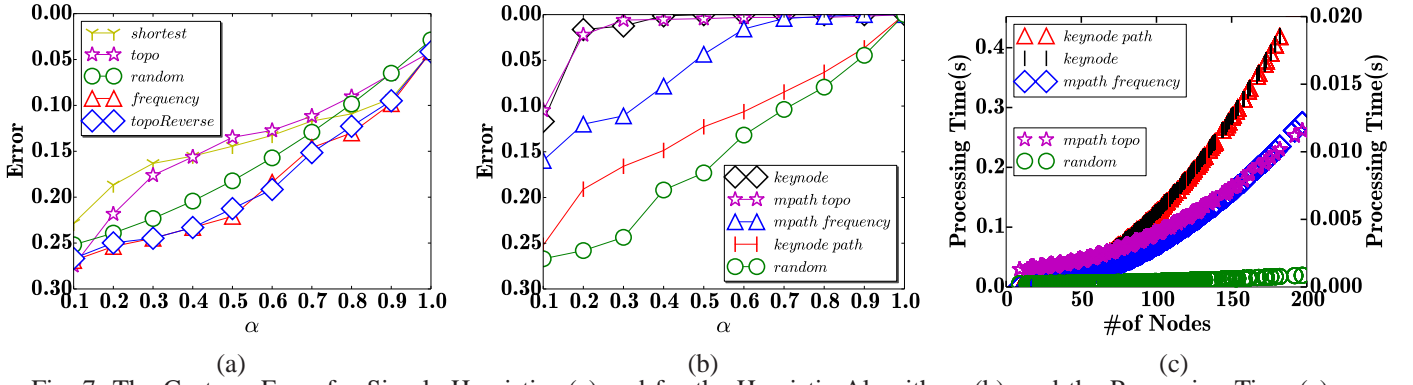 0.00
0.05
0.10
0.15
0.20
0.25
0.30
Error
shortest
topo
random
frequency
topoReverse
0.1 0.2 0.3 0.4 0.5 0.6 0.7 0.8 0.9 1.0
α
(a)
0.00
0.05
0.10
0.15
0.20
0.25
0.30
Error
keynode
mpath topo
mpath frequency
keynode path
random
0.1 0.2 0.3 0.4 0.5 0.6 0.7 0.8 0.9 1.0
α
(b)
0.4
0.3
0.2
0.1
0.0
Processing Time(s)
keynode path
keynode
mpath frequency
mpath topo
random
0.020
0.015
0.010
0.005
0.000
Processing Time(s)
0 50 100 150 200
#of Nodes
(c)